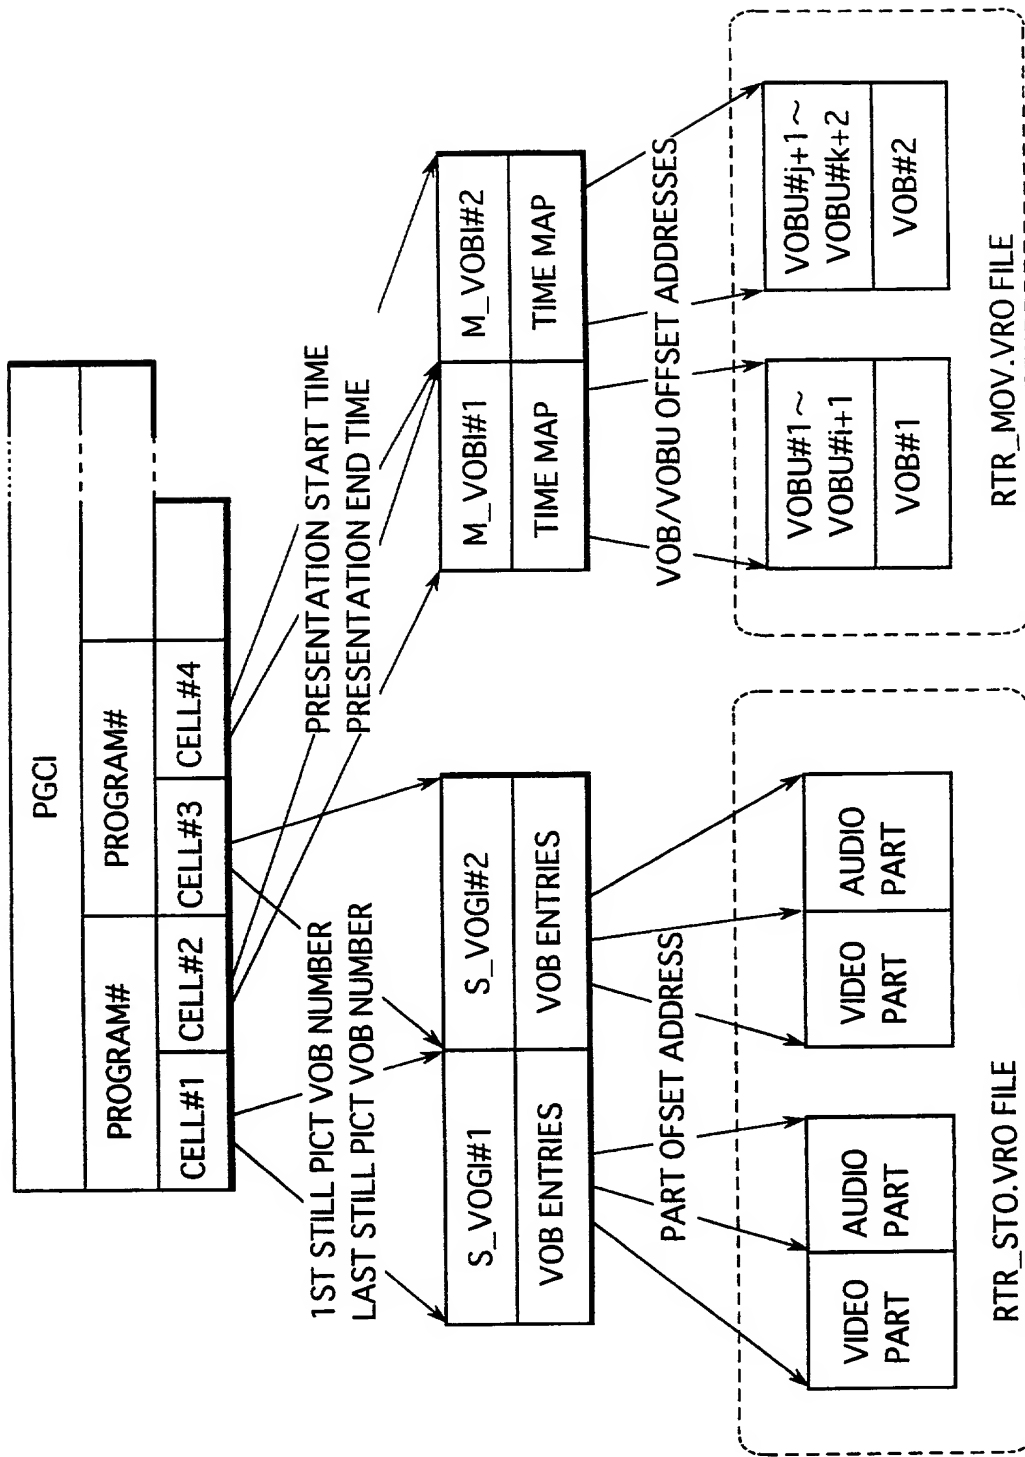 PGCI
PROGRAM#
PROGRAM#
CELL#1
CELL#2
CELL#3
CELL#4
1ST STILL PICT VOB NUMBER
LAST STILL PICT VOB NUMBER
PRESENTATION START TIME
PRESENTATION END TIME
S_VOGI#1
S_VOGI#2
VOB ENTRIES
VOB ENTRIES
M_VOBI#1
M_VOBI#2
TIME MAP
TIME MAP
PART OFFSET ADDRESS
VOB/VOBU OFFSET ADDRESSES
VIDEO
PART
AUDIO
PART
VIDEO
PART
AUDIO
PART
VOBU#1~
VOBU#i+1
VOB#1
VOBU#j+1~
VOBU#k+2
VOB#2
RTR_STO.VRO FILE
RTR_MOV.VRO FILE